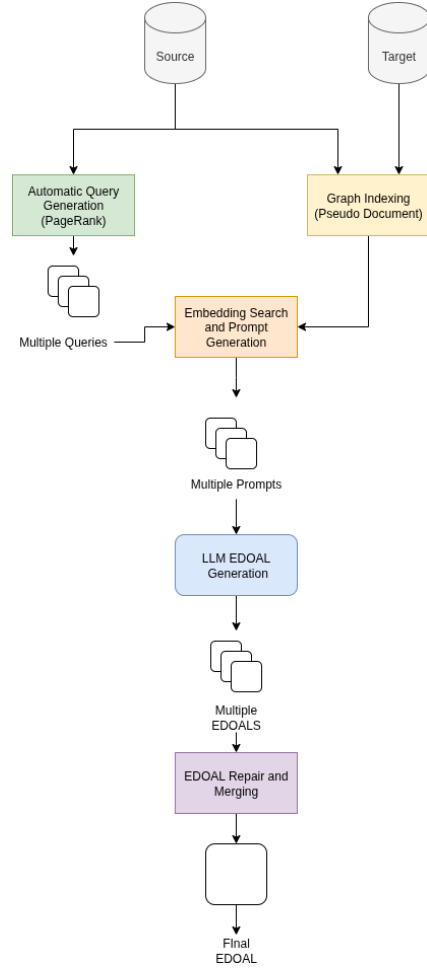 Source
Target
Automatic Query
Generation
(PageRank)
Graph Indexing
(Pseudo Document)
Multiple Queries
Embedding Search
and Prompt
Generation
Multiple Prompts
LLM EDOAL
Generation
Multiple
EDOALS
EDOAL Repair and
Merging
FInal
EDOAL